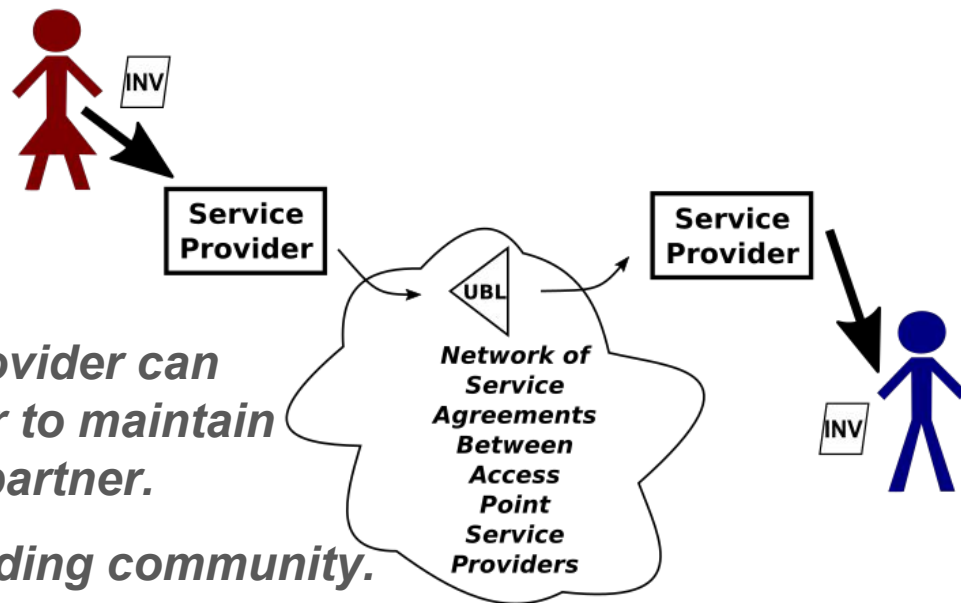 INV
Service
Provider
Service
Provider
UBL
Network of
Service
Agreements
Between
Access
Point
Service
Providers
INV
ovider can
r to maintain
partner.
ding community.